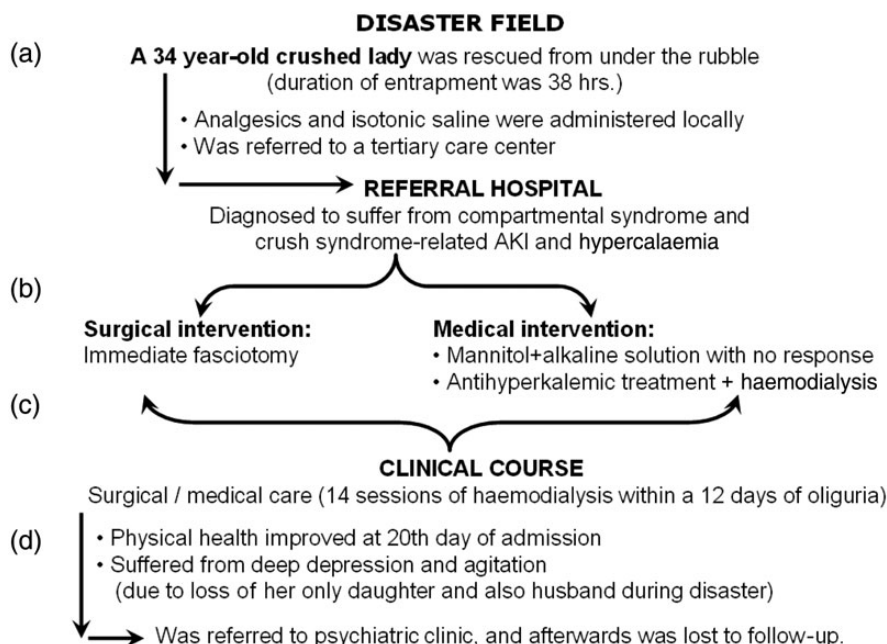 DISASTER FIELD
(a)
A 34 year-old crushed lady was rescued from under the rubble
(duration of entrapment was 38 hrs.)
• Analgesics and isotonic saline were administered locally
• Was referred to a tertiary care center
REFERRAL HOSPITAL
Diagnosed to suffer from compartmental syndrome and
crush syndrome-related AKI and hypercalaemia
(b)
Surgical intervention:
Immediate fasciotomy
Medical intervention:
• Mannitol+alkaline solution with no response
• Antihyperkalemic treatment + haemodialysis
(c)
CLINICAL COURSE
Surgical / medical care (14 sessions of haemodialysis within a 12 days of oliguria)
(d)
• Physical health improved at 20th day of admission
• Suffered from deep depression and agitation
(due to loss of her only daughter and also husband during disaster)
Was referred to psychiatric clinic, and afterwards was lost to follow-up.